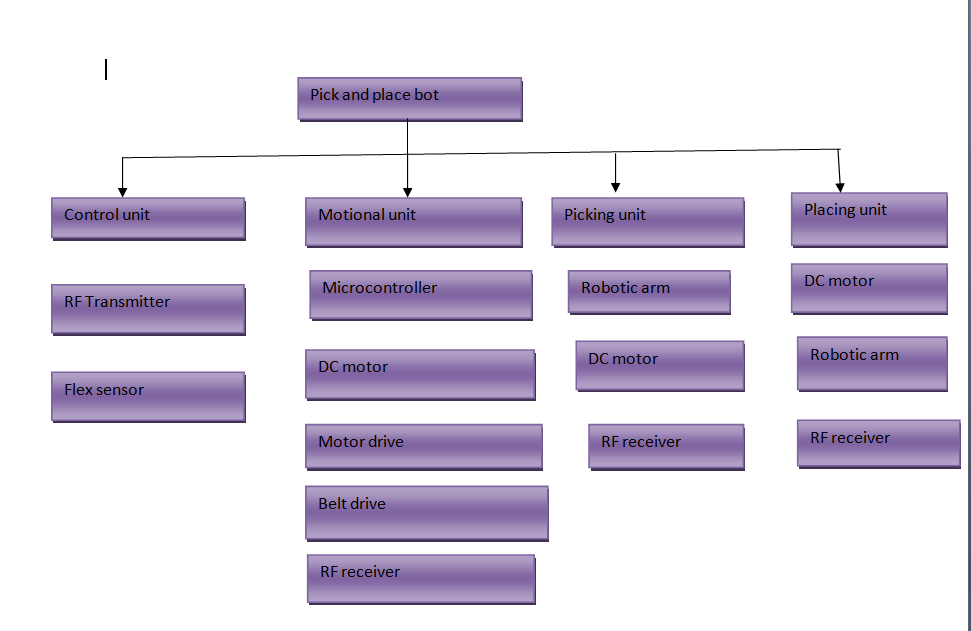 Pick and place bot
Control unit
RF Transmitter
Flex sensor
Motional unit
Microcontroller
DC motor
Motor drive
Belt drive
RF receiver
Picking unit
Robotic arm
DC motor
RF receiver
Placing unit
DC motor
Robotic arm
RF receiver